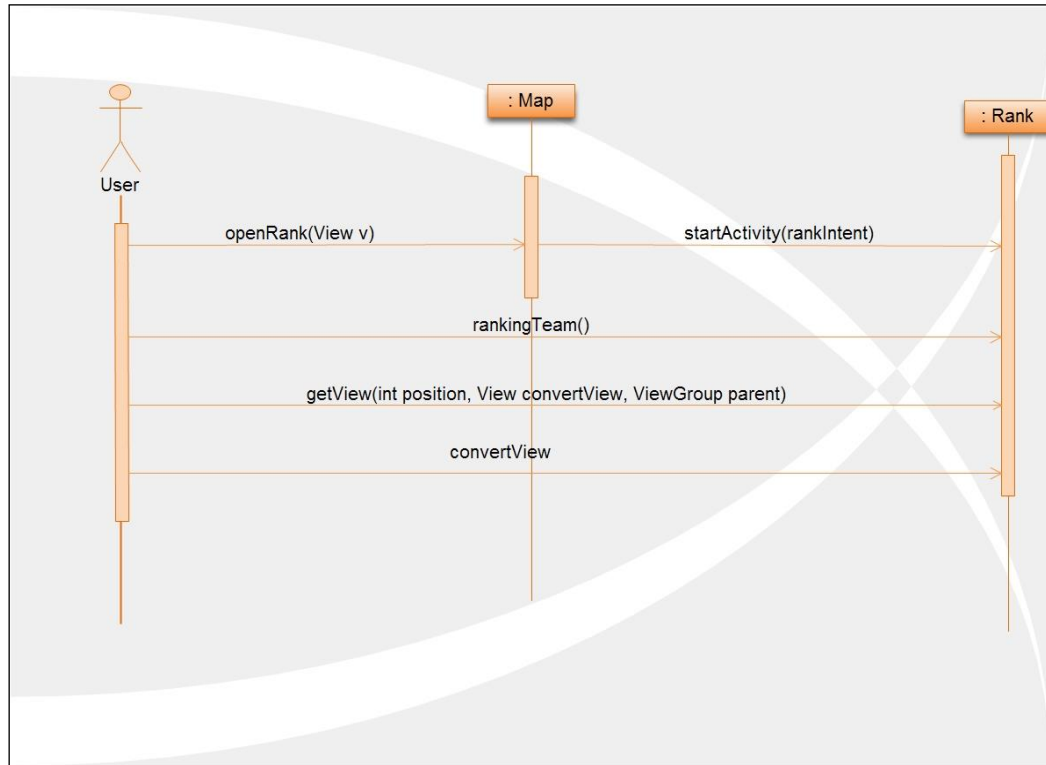 : Map
: Rank
User
openRank(View v)
startActivity(rankIntent)
rankingTeam()
getView(int position, View convertView, ViewGroup parent)
convertView